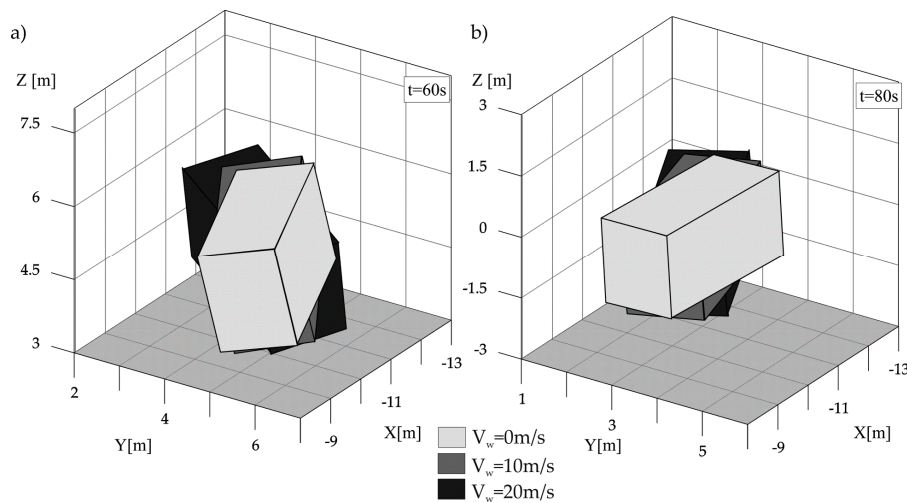 a)
Z [m]
t=60s
7.5
6
4.5
3
2
4
6
Y[m]
-9
-11
-13
X[m]
b)
Z [m]
t=80s
3
1.5
0
-1.5
-3
1
3
5
Y[m]
-9
-11
-13
X[m]
V_w=0m/s
V_w=10m/s
V_w=20m/s